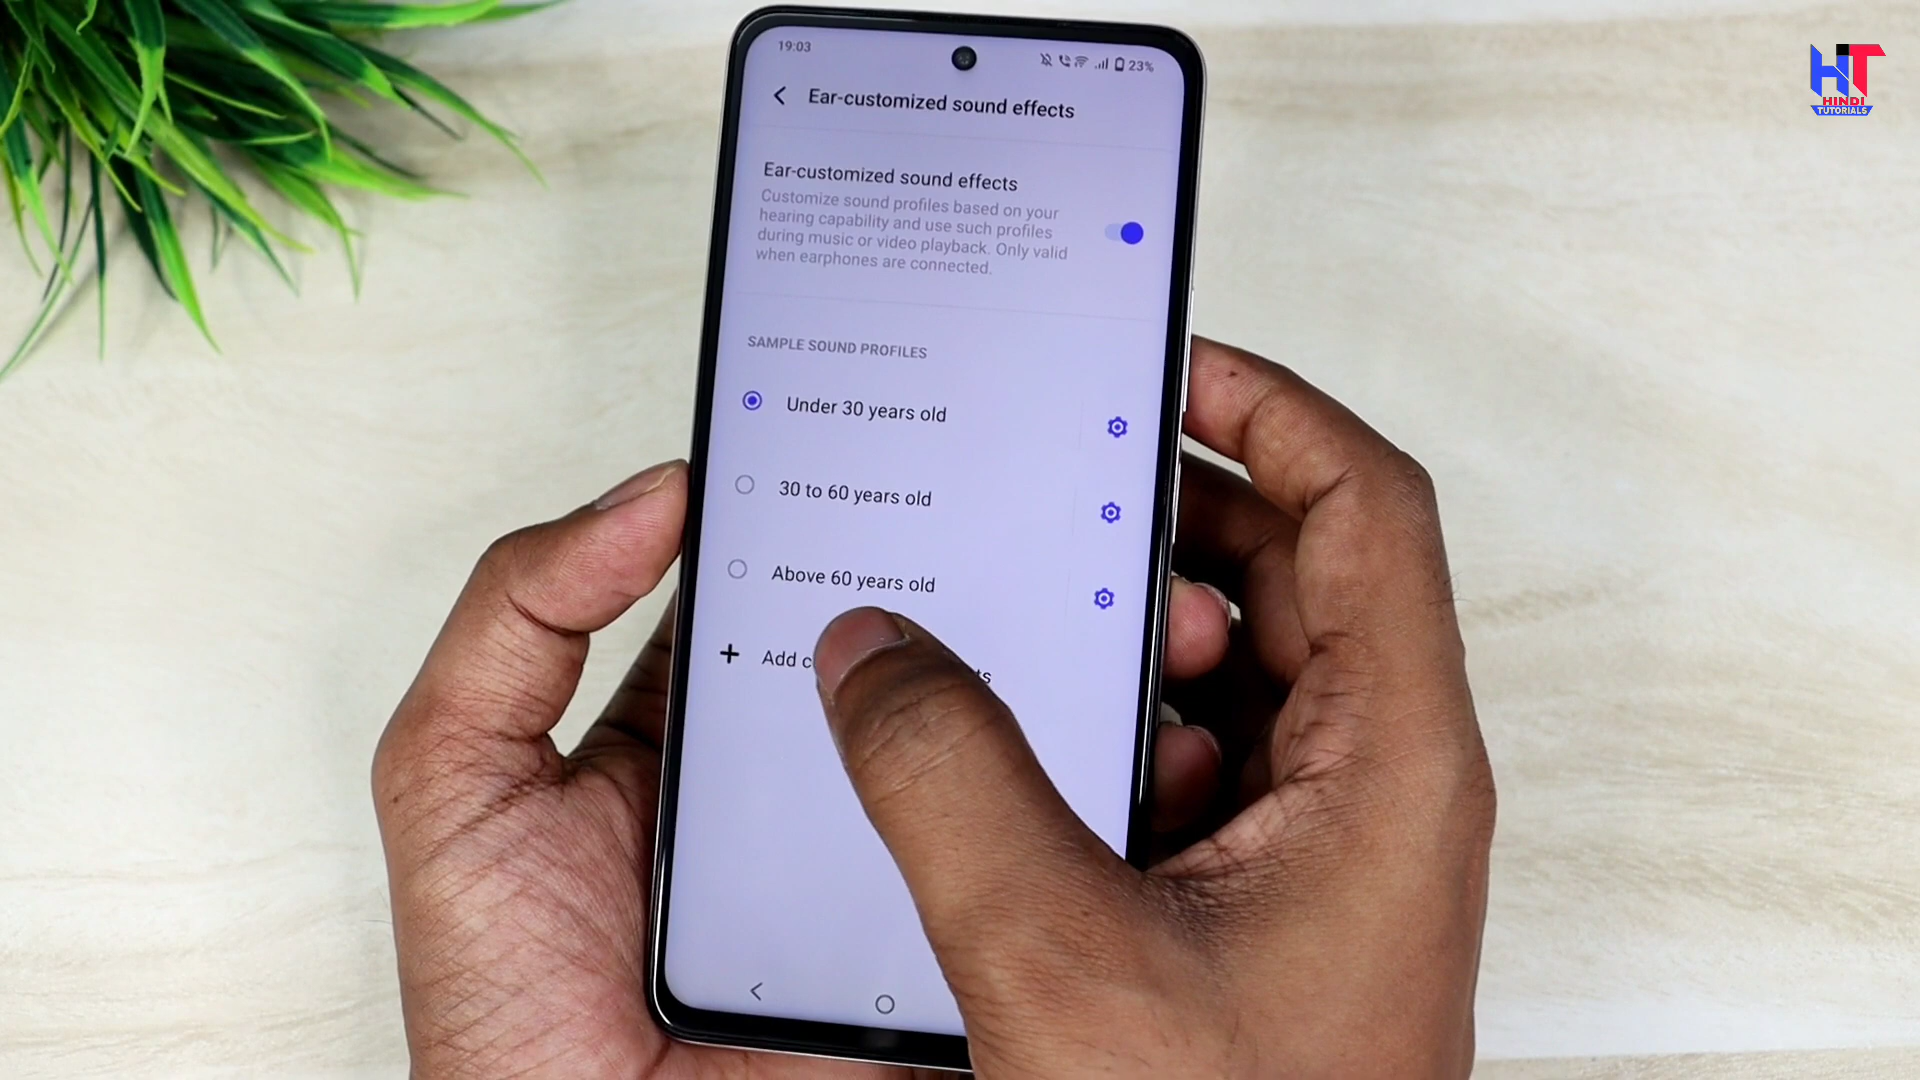 19:03
23%
HT
HINDI
TUTORIALS
Ear-customized sound effects
Ear-customized sound effects
Customize sound profiles based on your
hearing capability and use such profiles
during music or video playback. Only valid
when earphones are connected.
SAMPLE SOUND PROFILES
Under 30 years old
30 to 60 years old
Above 60 years old
Add